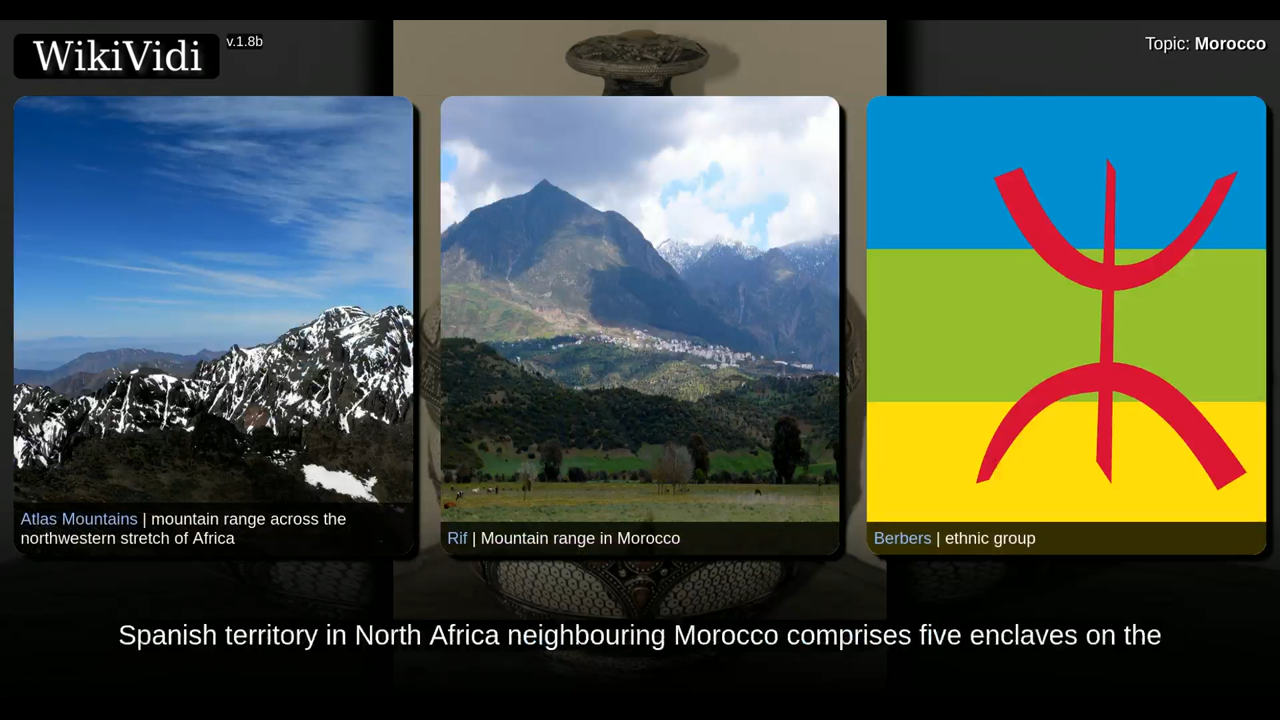 WikiVidi
v.1.8b
Topic: Morocco
Atlas Mountains | mountain range across the
northwestern stretch of Africa
Rif | Mountain range in Morocco
Berbers | ethnic group
Spanish territory in North Africa neighbouring Morocco comprises five enclaves on the